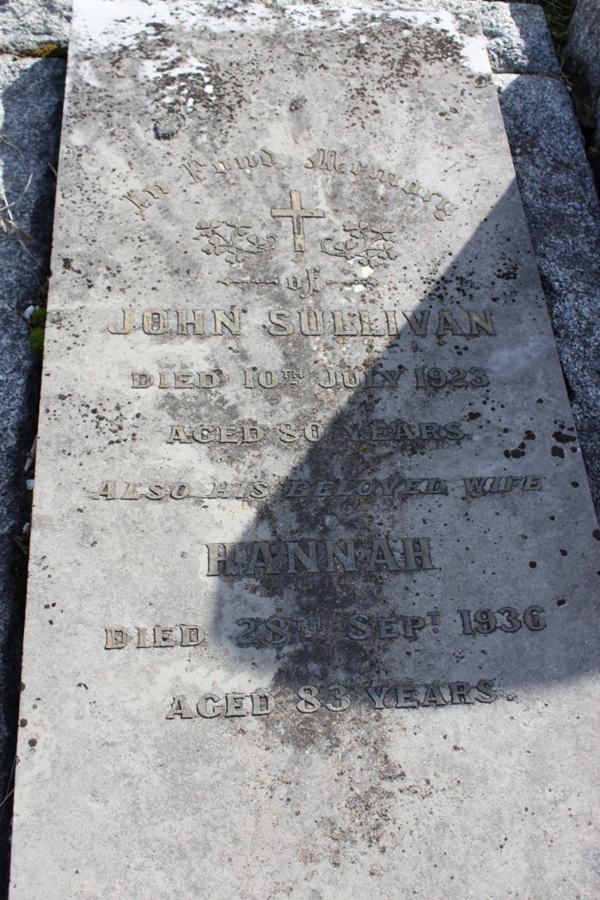 In Fond Memory
of
JOHN SULLIVAN
DIED 10TH JULY 1923
AGED 80 YEARS
ALSO HIS BELOVED WIFE
HANNAH
DIED 28TH SEPT 1936
AGED 83 YEARS